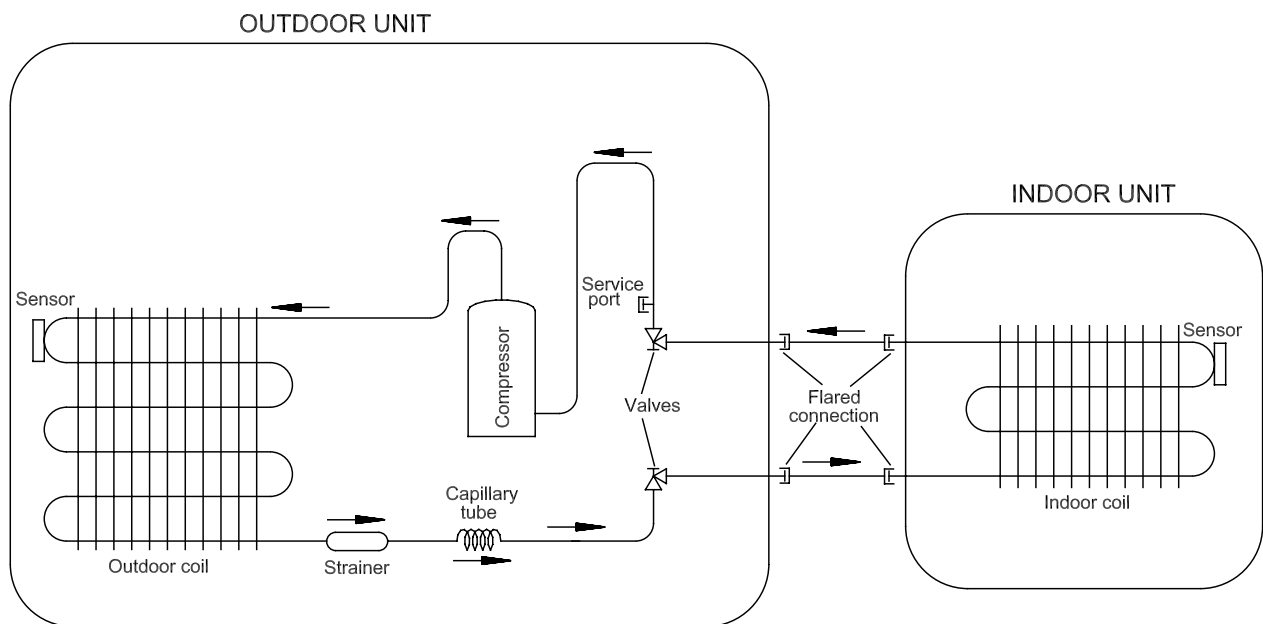 OUTDOOR UNIT
INDOOR UNIT
Service
port
Sensor
Sensor
Compressor
Valves
Flared
connection
Capillary
tube
Indoor coil
Outdoor coil
Strainer